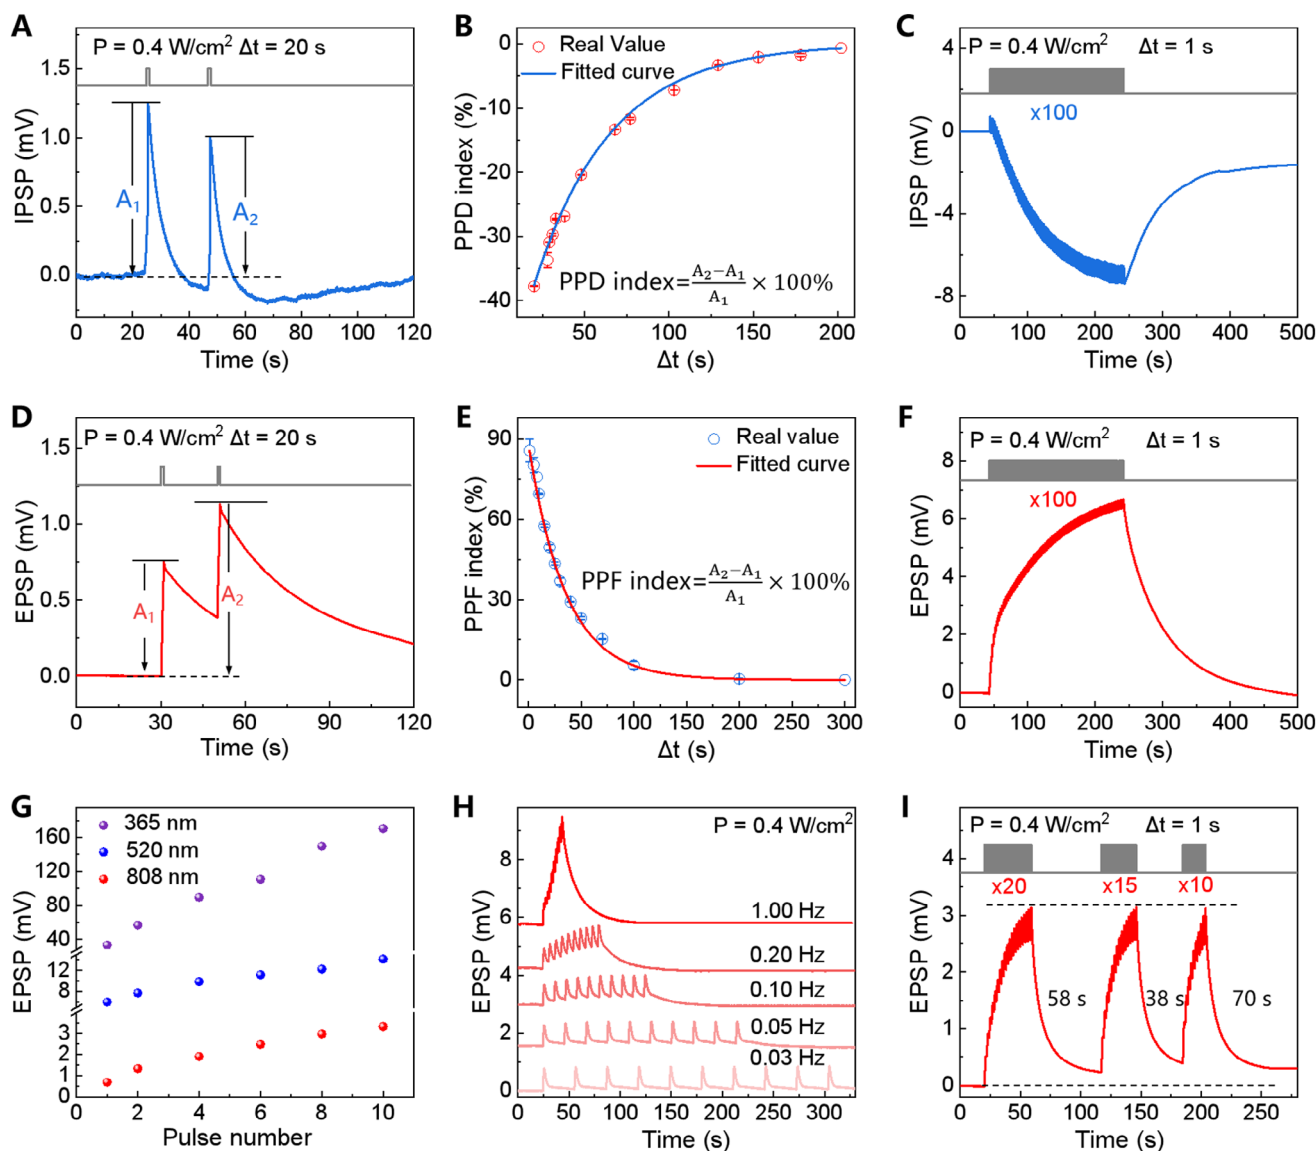 A
P = 0.4 W/cm² Δt = 20 s
1.5
1.0
0.5
0.0
IPSP (mV)
A₁
A₂
0 20 40 60 80 100 120
Time (s)
B
Real Value
Fitted curve
0
-10
-20
-30
-40
PPD index (%)
PPD index=A₂−A₁/A₁ × 100%
50 100 150 200
Δt (s)
C
P = 0.4 W/cm² Δt = 1 s
x100
0
-4
-8
IPSP (mV)
0 100 200 300 400 500
Time (s)
D
P = 0.4 W/cm² Δt = 20 s
1.5
1.0
0.5
0.0
EPSP (mV)
A₁
A₂
0 30 60 90 120
Time (s)
E
Real value
Fitted curve
90
60
30
0
PPF index (%)
PPF index=A₂−A₁/A₁ × 100%
0 50 100 150 200 250 300
Δt (s)
F
P = 0.4 W/cm² Δt = 1 s
x100
8
6
4
2
0
EPSP (mV)
0 100 200 300 400 500
Time (s)
G
365 nm
520 nm
808 nm
160
120
80
40
12
8
3
2
1
0
EPSP (mV)
0 2 4 6 8 10
Pulse number
H
P = 0.4 W/cm²
8
6
4
2
0
EPSP (mV)
1.00 Hz
0.20 Hz
0.10 Hz
0.05 Hz
0.03 Hz
0 50 100 150 200 250 300
Time (s)
I
P = 0.4 W/cm² Δt = 1 s
x20 x15 x10
4
3
2
1
0
EPSP (mV)
58 s 38 s 70 s
0 50 100 150 200 250
Time (s)